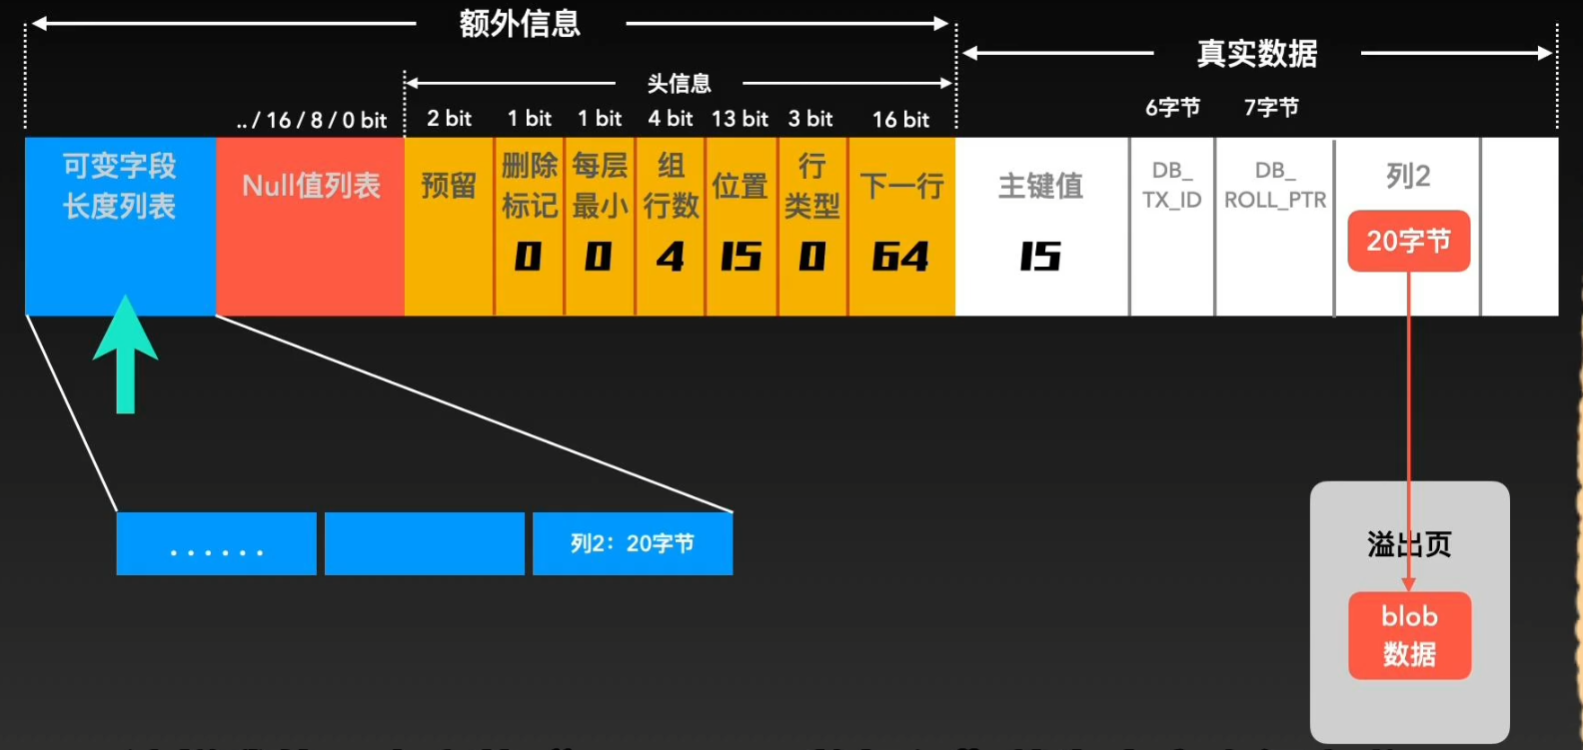 额外信息
真实数据
头信息
6字节 7字节
.. / 16 / 8 / 0 bit 2 bit 1 bit 1 bit 4 bit 13 bit 3 bit 16 bit
可变字段
长度列表
Null值列表
预留
删除
标记
0
每层
最小
0
组
行数
4
位置
15
行
类型
0
下一行
64
主键值
15
DB_
TX_ID
DB_
ROLL_PTR
列2
20字节
......
列2：20字节
溢出页
blob
数据